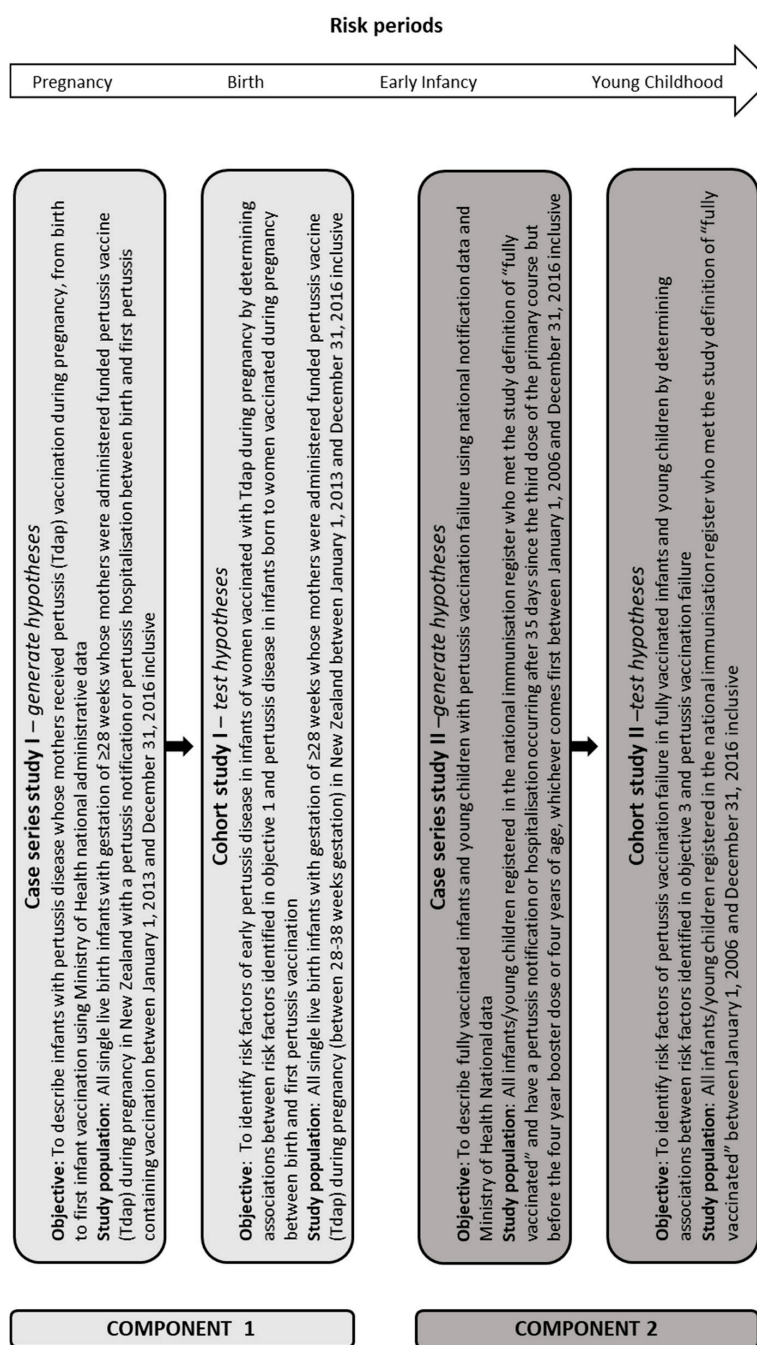 Risk periods
Pregnancy
Birth
Early Infancy
Young Childhood
Case series study I – generate hypotheses
Objective: To describe infants with pertussis disease whose mothers received pertussis (Tdap) vaccination during pregnancy, from birth
to first infant vaccination using Ministry of Health national administrative data
Study population: All single live birth infants with gestation of ≥28 weeks whose mothers were administered funded pertussis vaccine
(Tdap) during pregnancy in New Zealand with a pertussis notification or pertussis hospitalisation between birth and first pertussis
containing vaccination between January 1, 2013 and December 31, 2016 inclusive
Cohort study I – test hypotheses
Objective: To identify risk factors of early pertussis disease in infants of women vaccinated with Tdap during pregnancy by determining
associations between risk factors identified in objective 1 and pertussis disease in infants born to women vaccinated during pregnancy
between birth and first pertussis vaccination
Study population: All single live birth infants with gestation of ≥28 weeks whose mothers were administered funded pertussis vaccine
(Tdap) during pregnancy (between 28-38 weeks gestation) in New Zealand between January 1, 2013 and December 31, 2016 inclusive
Case series study II –generate hypotheses
Objective: To describe fully vaccinated infants and young children with pertussis vaccination failure using national notification data and
Ministry of Health National data
Study population: All infants/young children registered in the national immunisation register who met the study definition of “fully
vaccinated” and have a pertussis notification or hospitalisation occurring after 35 days since the third dose of the primary course but
before the four year booster dose or four years of age, whichever comes first between January 1, 2006 and December 31, 2016 inclusive
Cohort study II –test hypotheses
Objective: To identify risk factors of pertussis vaccination failure in fully vaccinated infants and young children by determining
associations between risk factors identified in objective 3 and pertussis vaccination failure
Study population: All infants/young children registered in the national immunisation register who met the study definition of “fully
vaccinated” between January 1, 2006 and December 31, 2016 inclusive
COMPONENT 1
COMPONENT 2